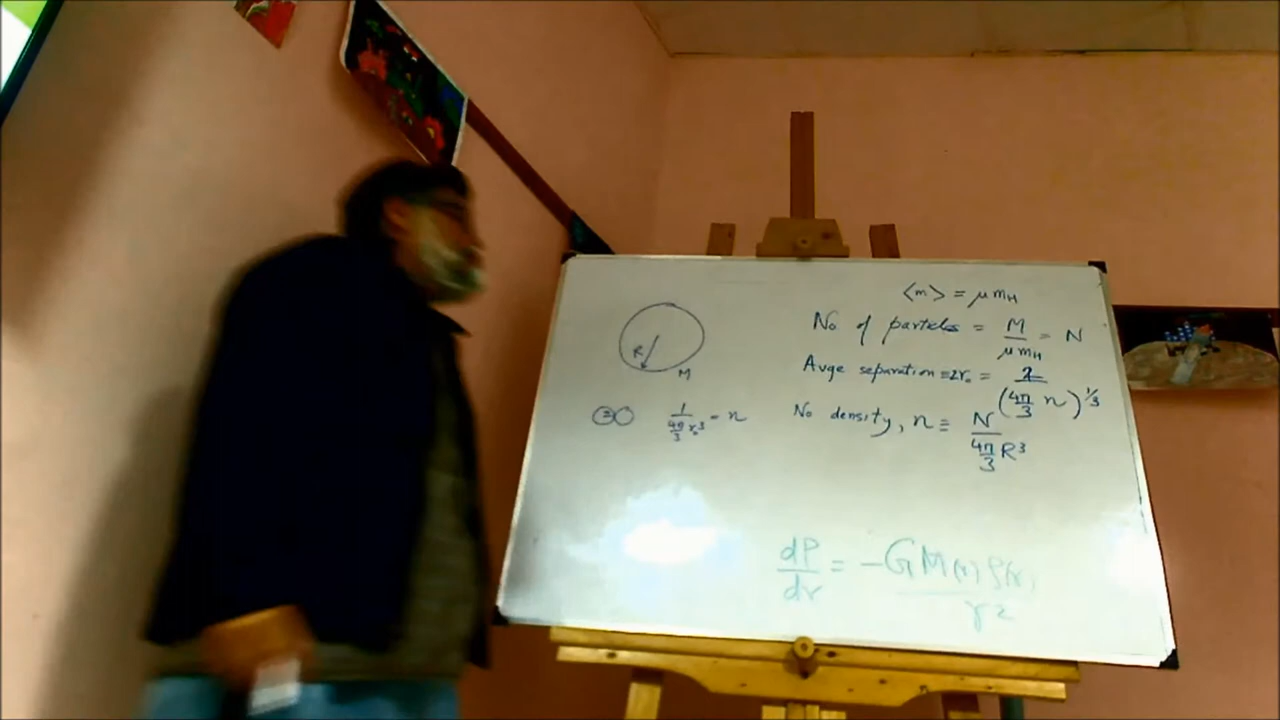 <m> = μ m_H
No of particles = M / μ m_H = N
R
M
Avge separation = 2r₀ = 2 / (4π/3 n)^1/3
1 / (4π/3 r₀³) = n
No density, n = N / (4π/3 R³)
dP/dr = -G M(r) ρ(r) / r²